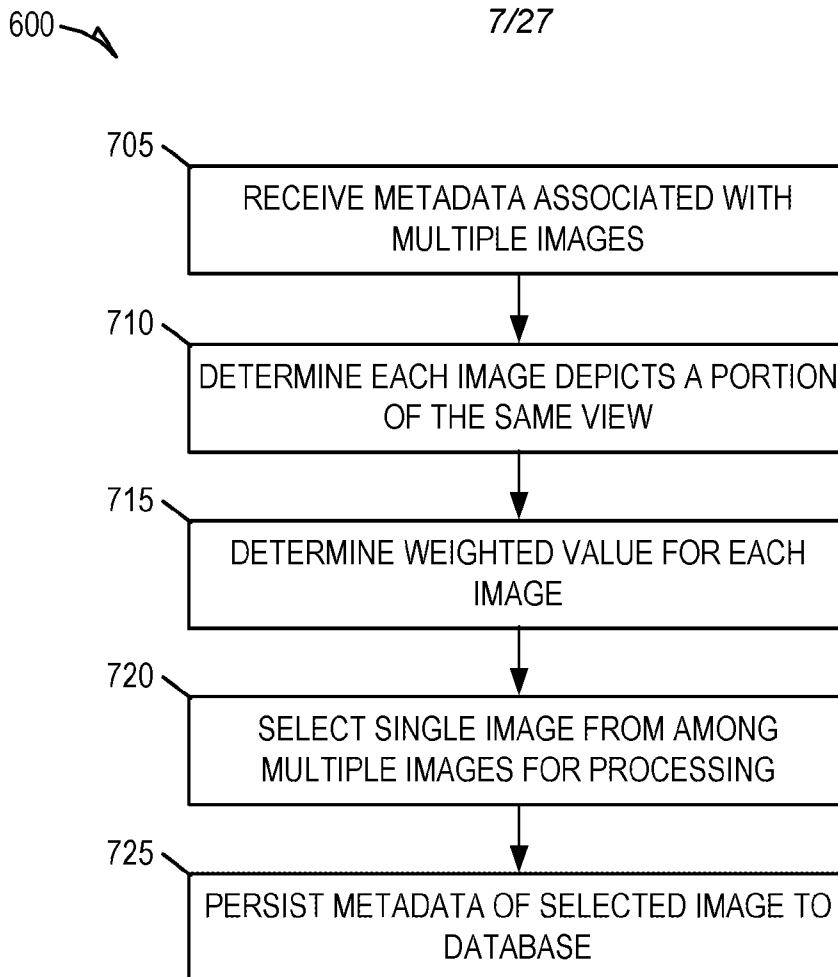 600
7/27
705
RECEIVE METADATA ASSOCIATED WITH
MULTIPLE IMAGES
710
DETERMINE EACH IMAGE DEPICTS A PORTION
OF THE SAME VIEW
715
DETERMINE WEIGHTED VALUE FOR EACH
IMAGE
720
SELECT SINGLE IMAGE FROM AMONG
MULTIPLE IMAGES FOR PROCESSING
725
PERSIST METADATA OF SELECTED IMAGE TO
DATABASE